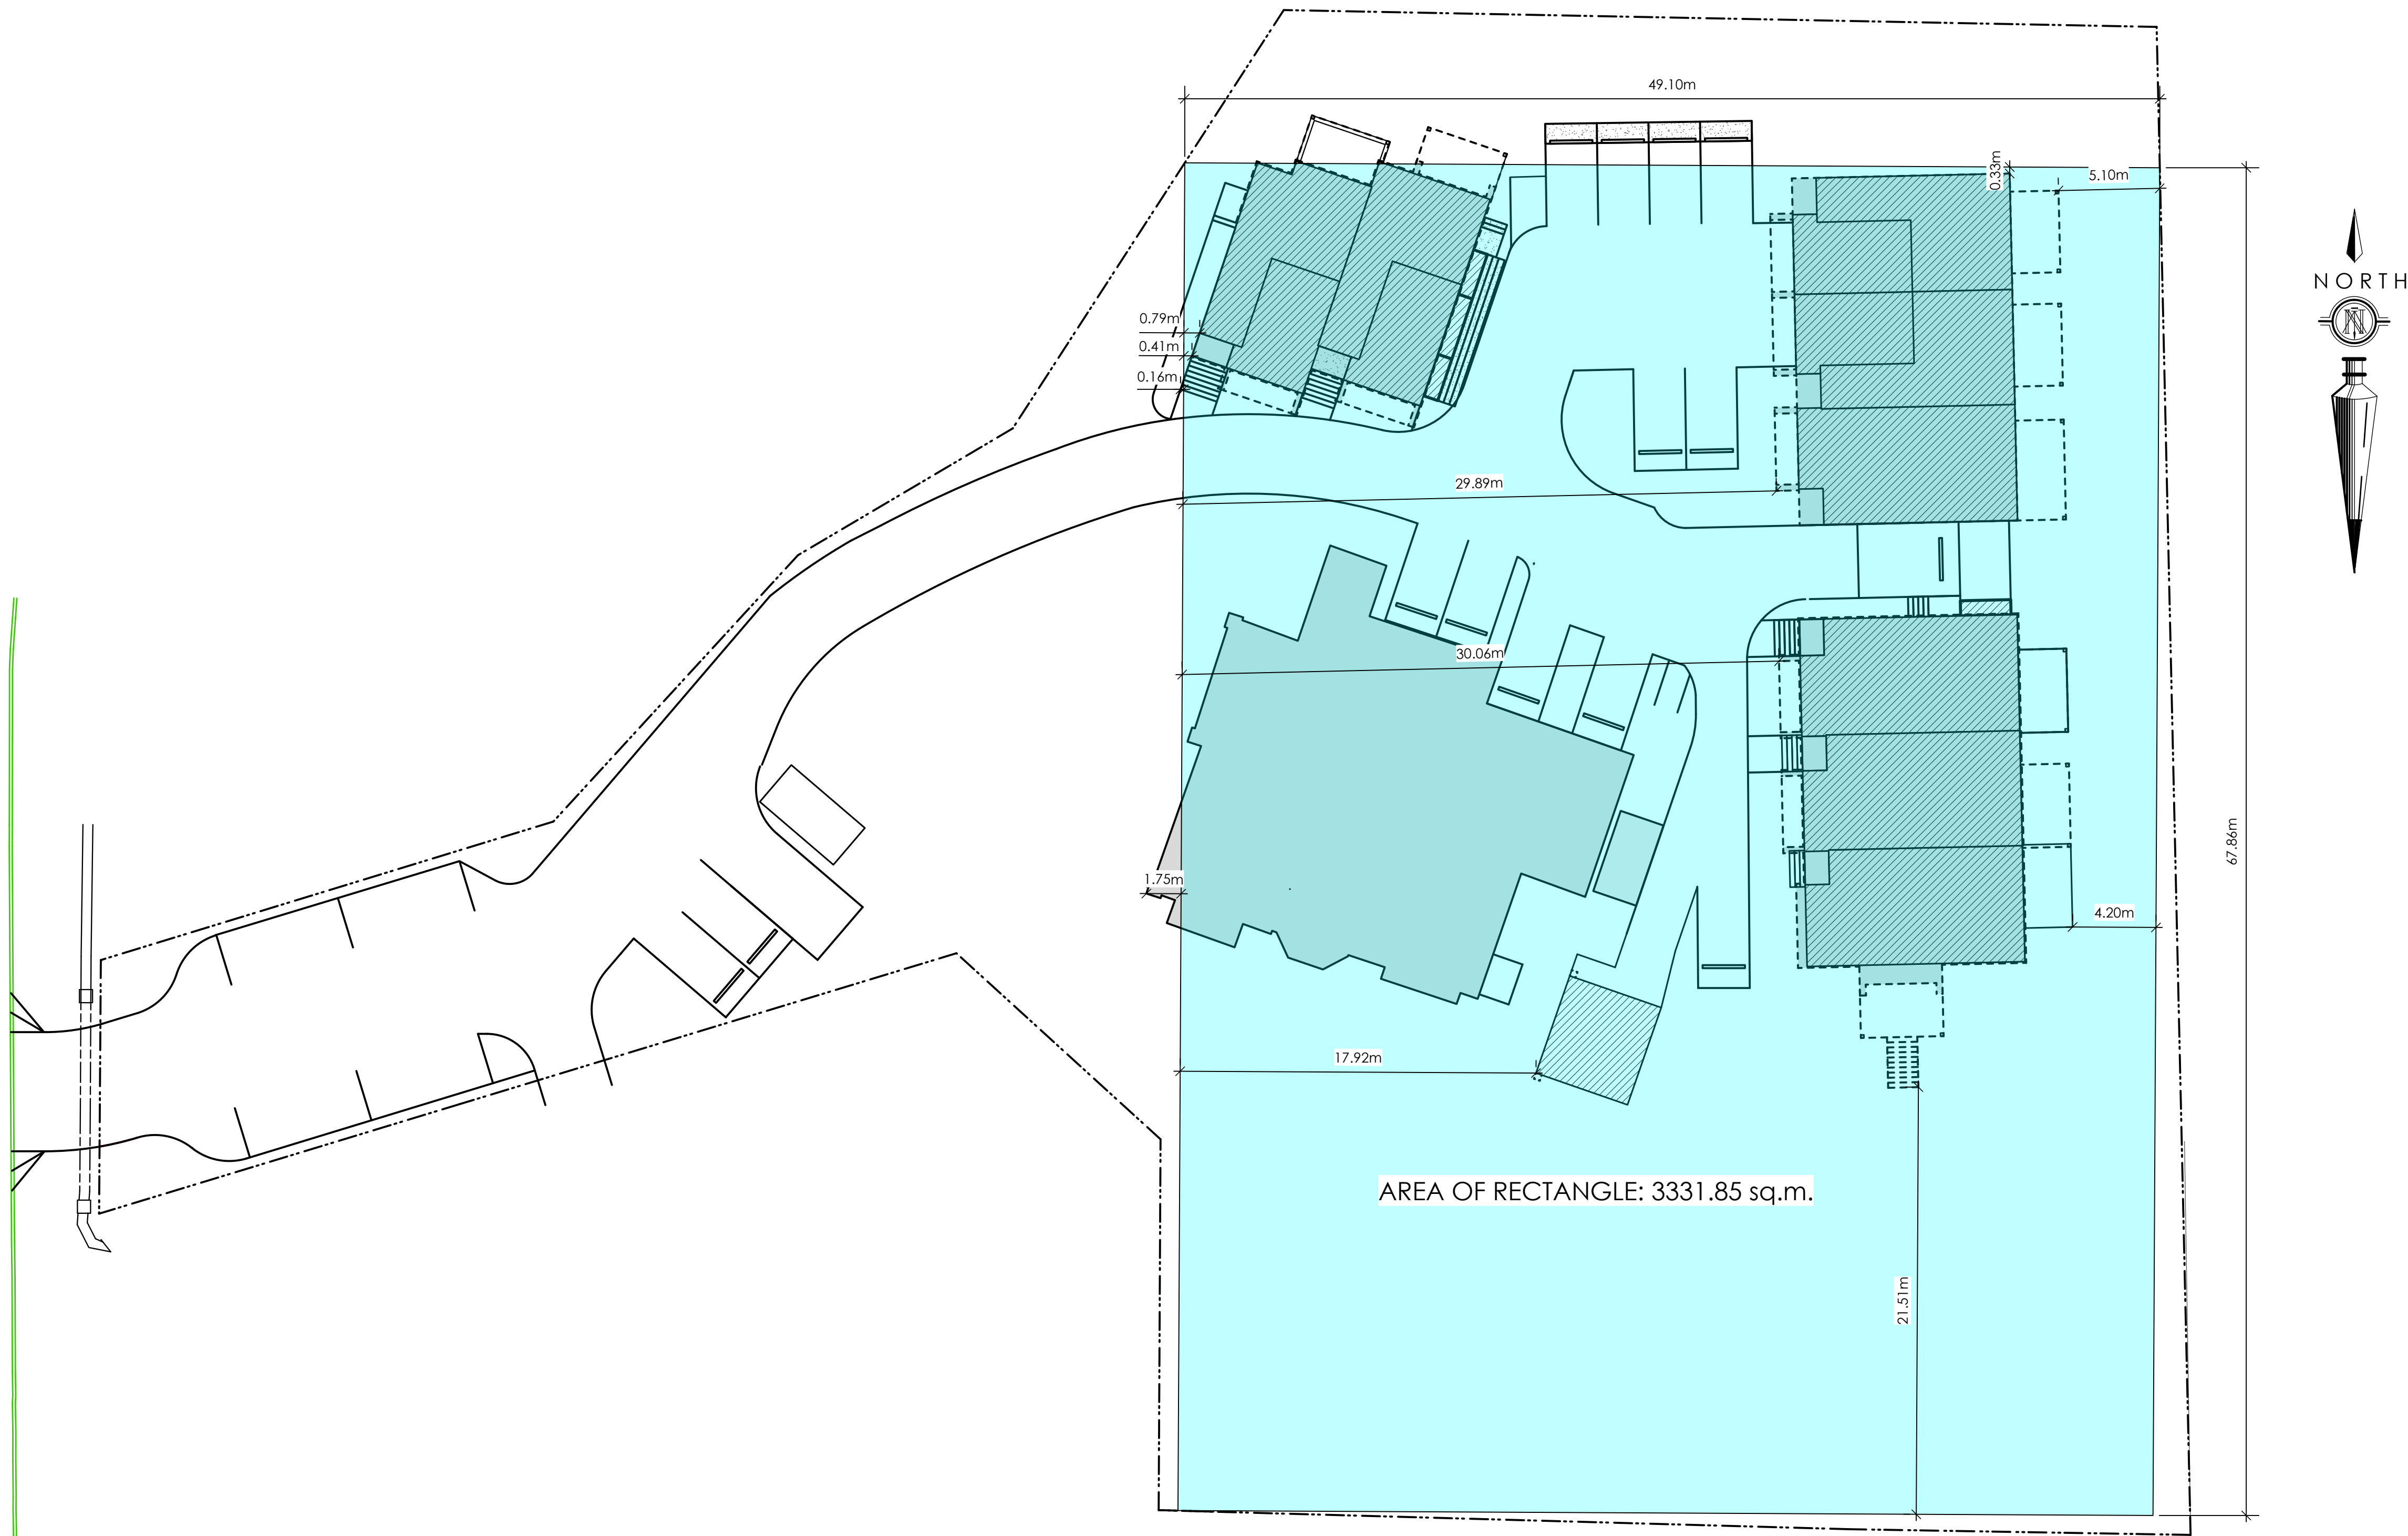 49.10m
0.33m
5.10m
NORTH
N
0.79m
0.41m
0.16m
29.89m
30.06m
67.86m
1.75m
4.20m
17.92m
AREA OF RECTANGLE: 3331.85 sq.m.
21.51m